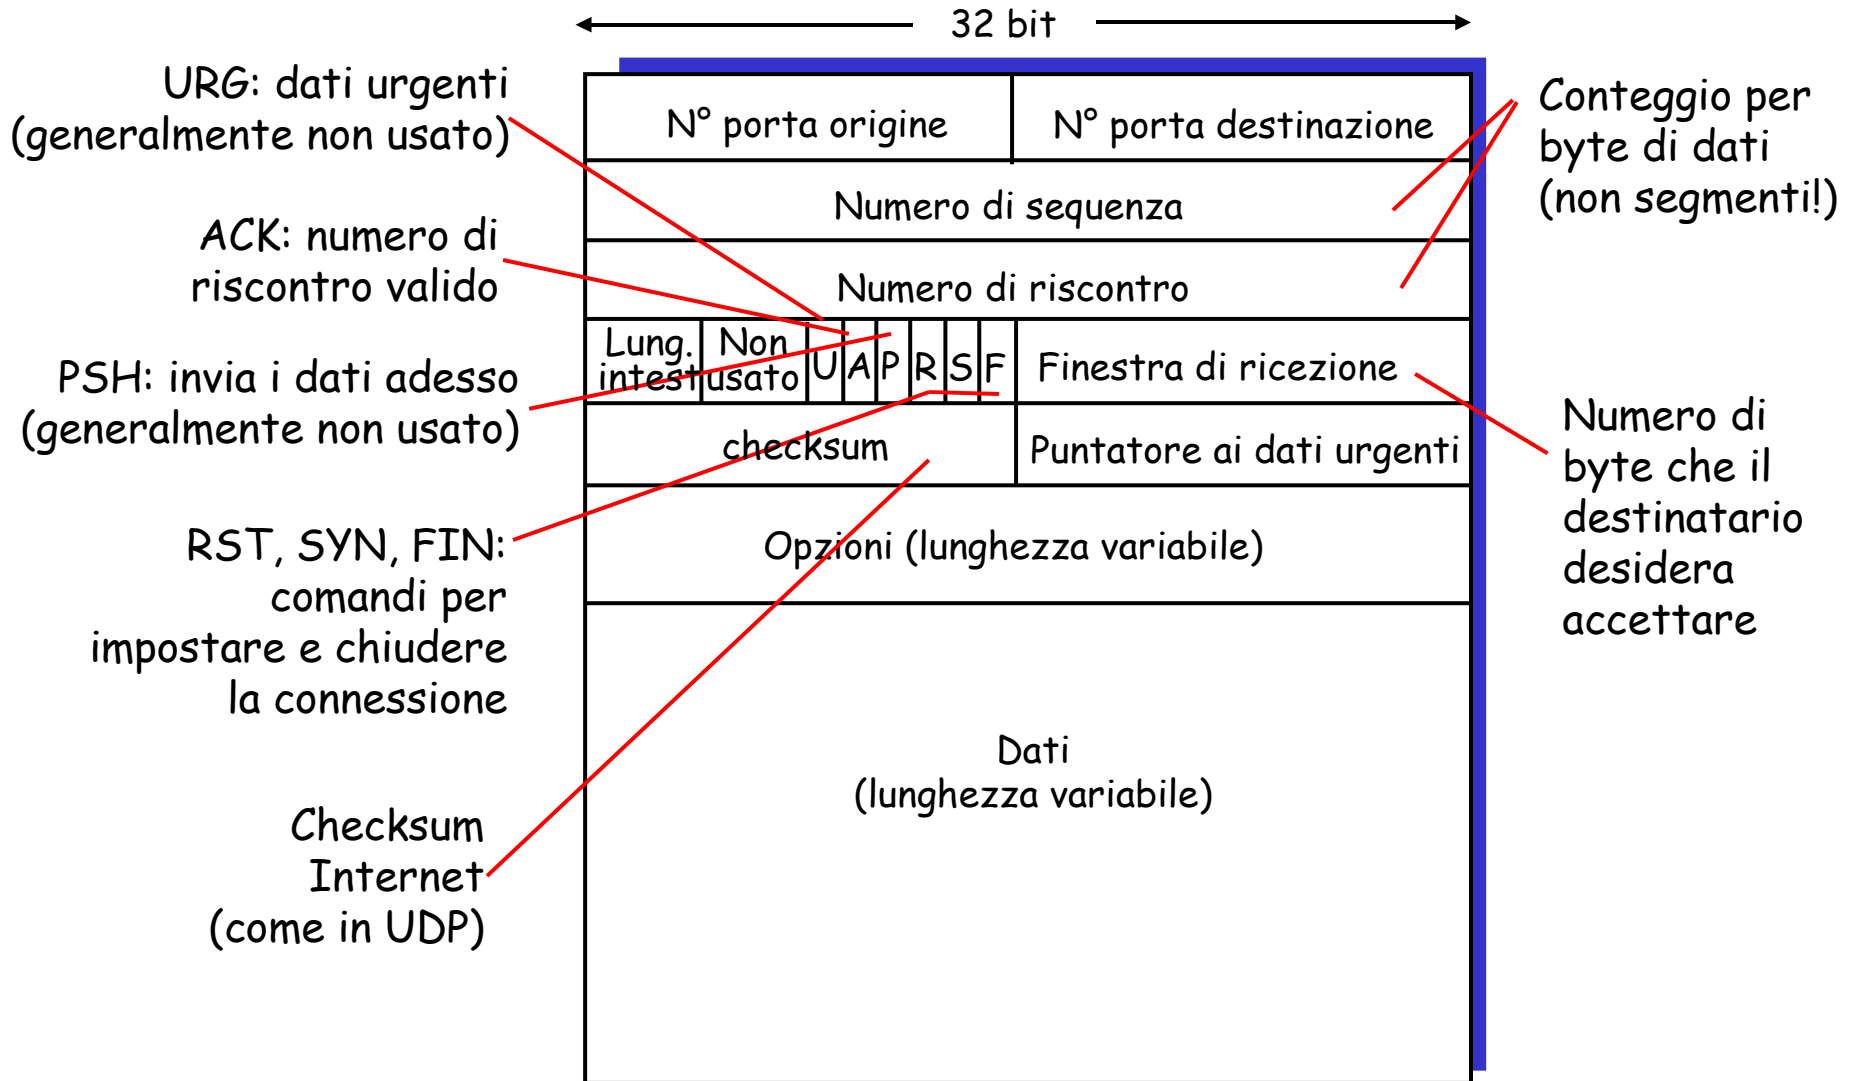 32 bit
URG: dati urgenti
(generalmente non usato)
ACK: numero di
riscontro valido
PSH: invia i dati adesso
(generalmente non usato)
RST, SYN, FIN:
comandi per
impostare e chiudere
la connessione
Checksum
Internet
(come in UDP)
N° porta origine
N° porta destinazione
Numero di sequenza
Numero di riscontro
Lung.
intest
Non
usato
U
A
P
R
S
F
Finestra di ricezione
checksum
Puntatore ai dati urgenti
Opzioni (lunghezza variabile)
Dati
(lunghezza variabile)
Conteggio per
byte di dati
(non segmenti!)
Numero di
byte che il
destinatario
desidera
accettare